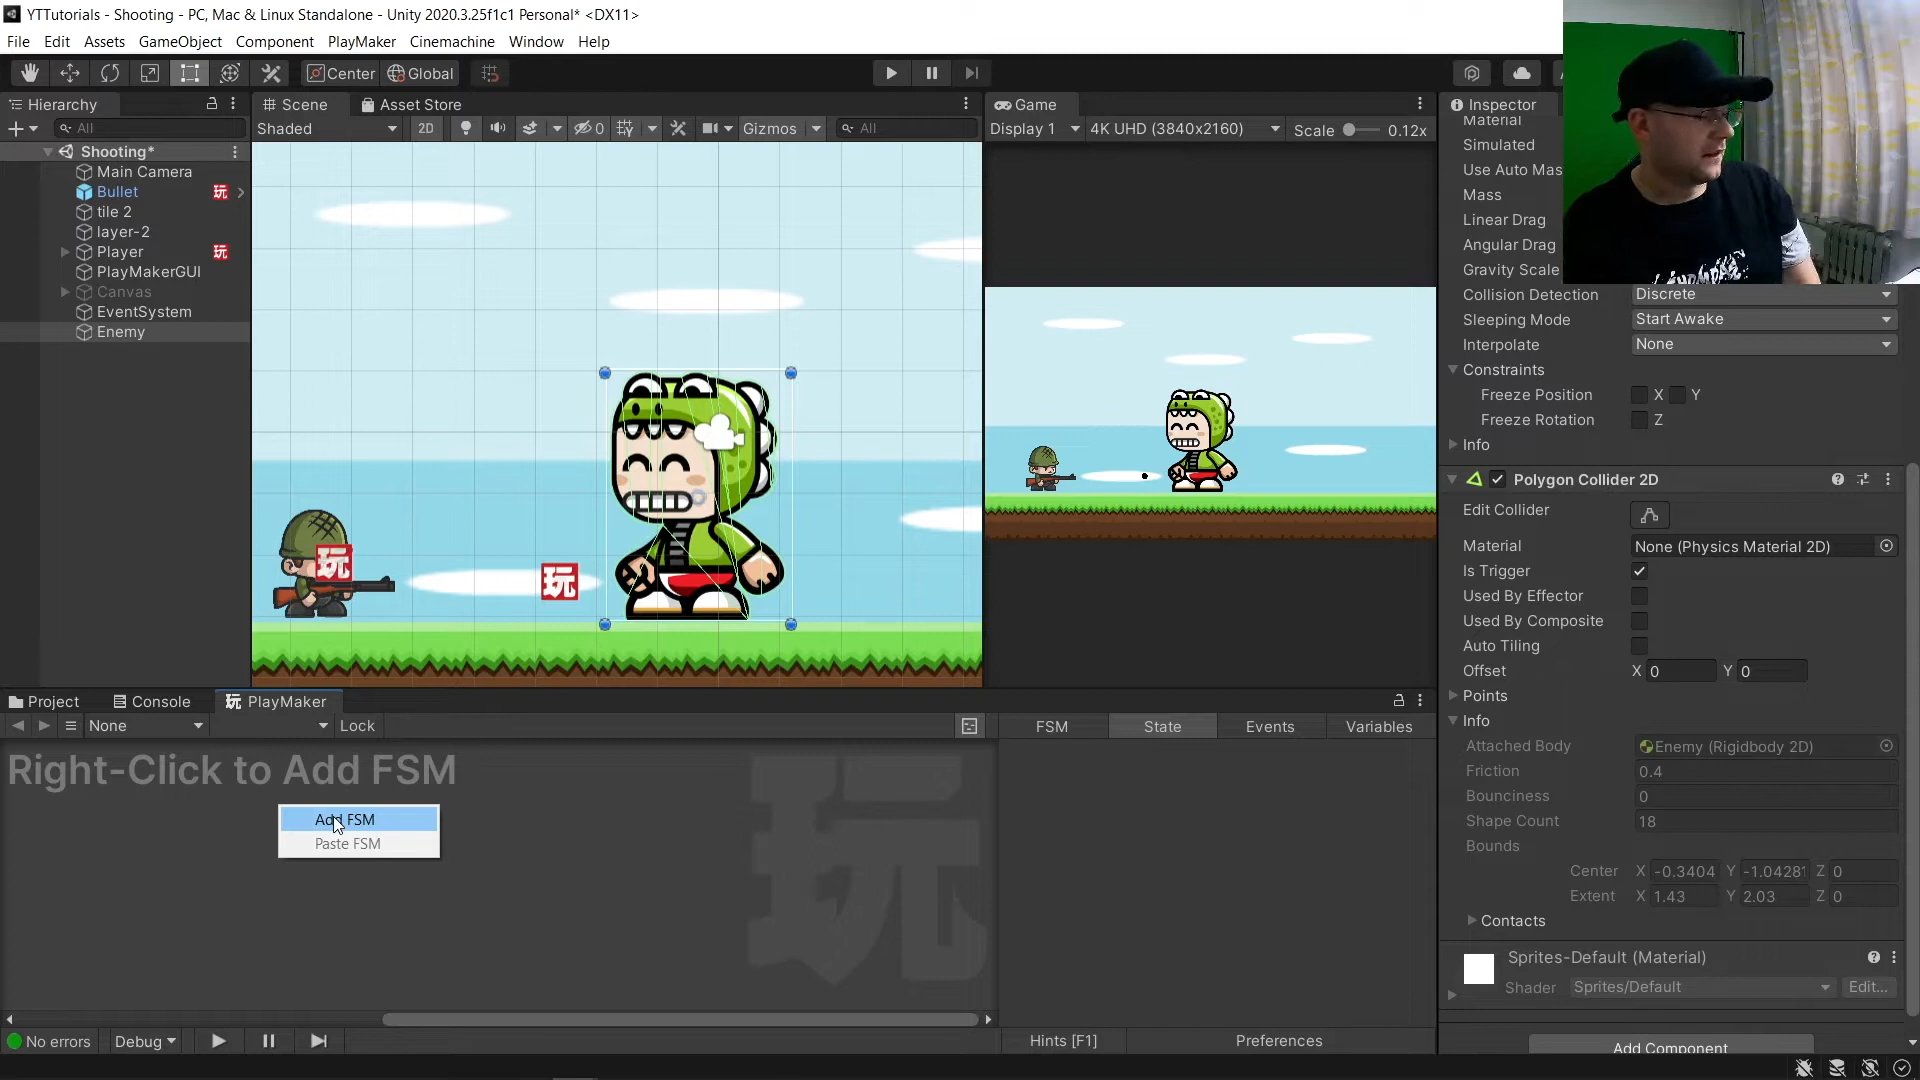 YTTutorials - Shooting - PC, Mac & Linux Standalone - Unity 2020.3.25f1c1 Personal* <DX11>
File Edit Assets GameObject Component PlayMaker Cinemachine Window Help
Center Global
Hierarchy
All
Shooting*
Main Camera
Bullet 玩
tile 2
layer-2
Player 玩
PlayMakerGUI
Canvas
EventSystem
Enemy
Scene Asset Store
Shaded 2D 0 Gizmos All
玩
玩
Game
Display 1 4K UHD (3840x2160) Scale 0.12x
Inspector
Material
Simulated
Use Auto Mas
Mass
Linear Drag
Angular Drag
Gravity Scale
Collision Detection Discrete
Sleeping Mode Start Awake
Interpolate None
Constraints
Freeze Position X Y
Freeze Rotation Z
Info
Polygon Collider 2D
Edit Collider
Material None (Physics Material 2D)
Is Trigger
Used By Effector
Used By Composite
Auto Tiling
Offset X 0 Y 0
Points
Info
Attached Body Enemy (Rigidbody 2D)
Friction 0.4
Bounciness 0
Shape Count 18
Bounds
Center X -0.3404 Y -1.0428 Z 0
Extent X 1.43 Y 2.03 Z 0
Contacts
Sprites-Default (Material)
Shader Sprites/Default Edit...
Add Component
Project Console 玩 PlayMaker
None Lock
Right-Click to Add FSM
Add FSM
Paste FSM
玩
FSM State Events Variables
No errors Debug
Hints [F1] Preferences